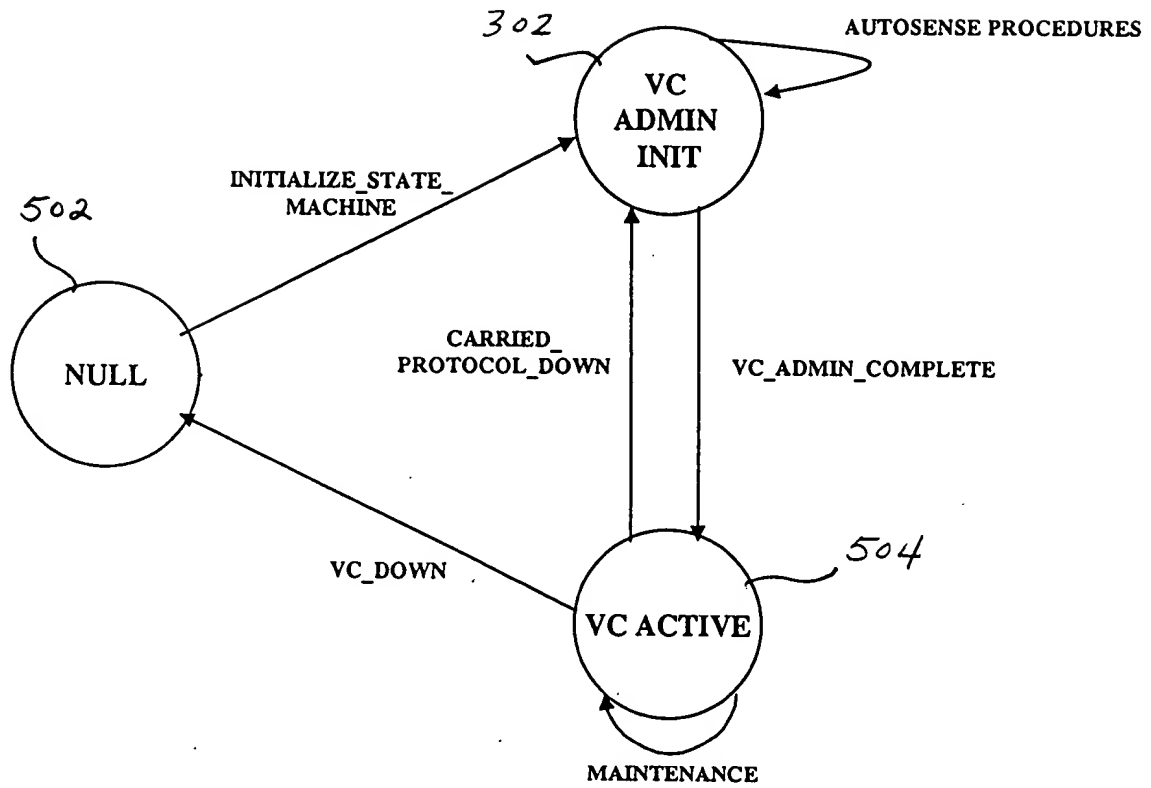 302
AUTOSENSE PROCEDURES
VC
ADMIN
INIT
INITIALIZE_STATE_
MACHINE
502
NULL
CARRIED_
PROTOCOL_DOWN
VC_ADMIN_COMPLETE
504
VC_DOWN
VC ACTIVE
MAINTENANCE